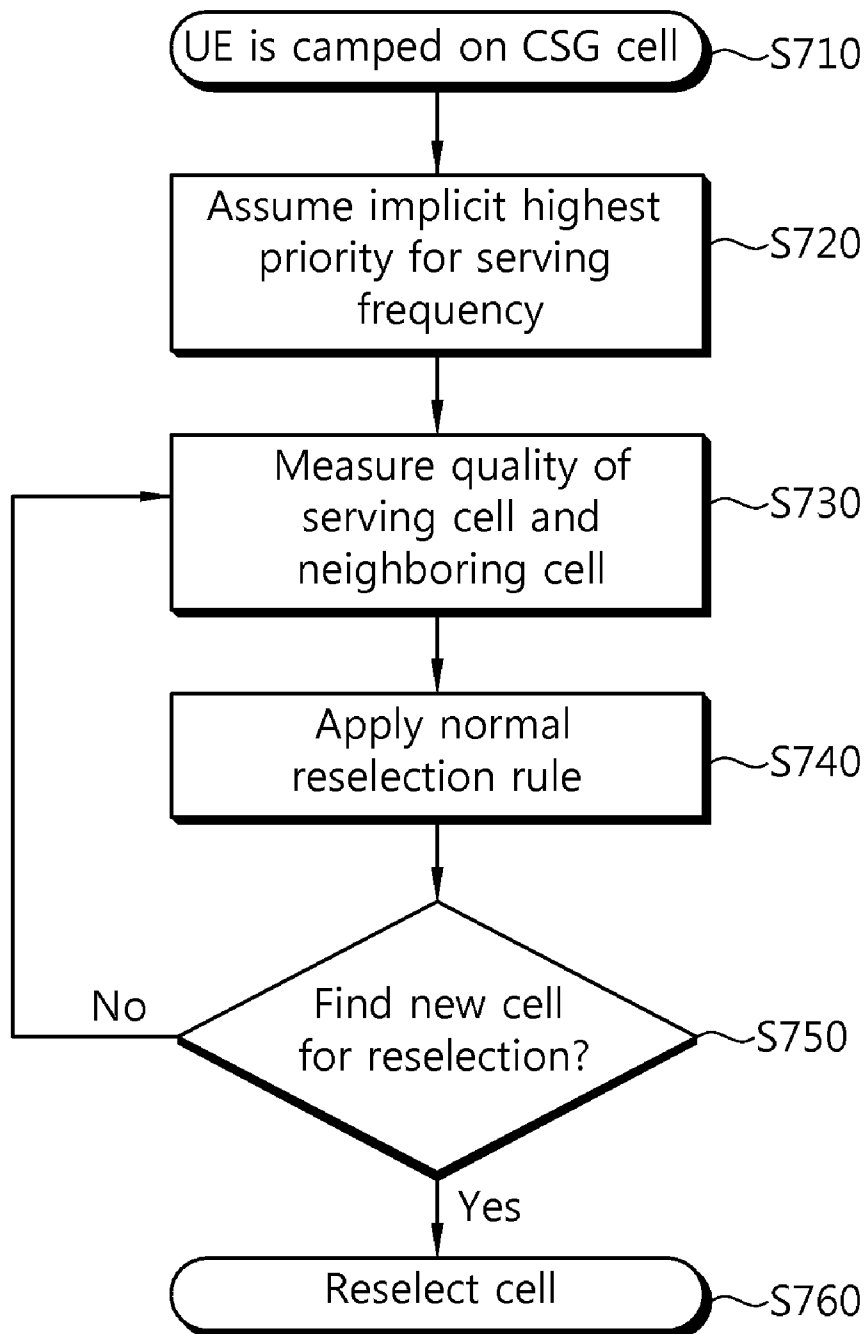 UE is camped on CSG cell
S710
Assume implicit highest
priority for serving
frequency
S720
Measure quality of
serving cell and
neighboring cell
S730
Apply normal
reselection rule
S740
Find new cell
for reselection?
S750
No
Yes
Reselect cell
S760